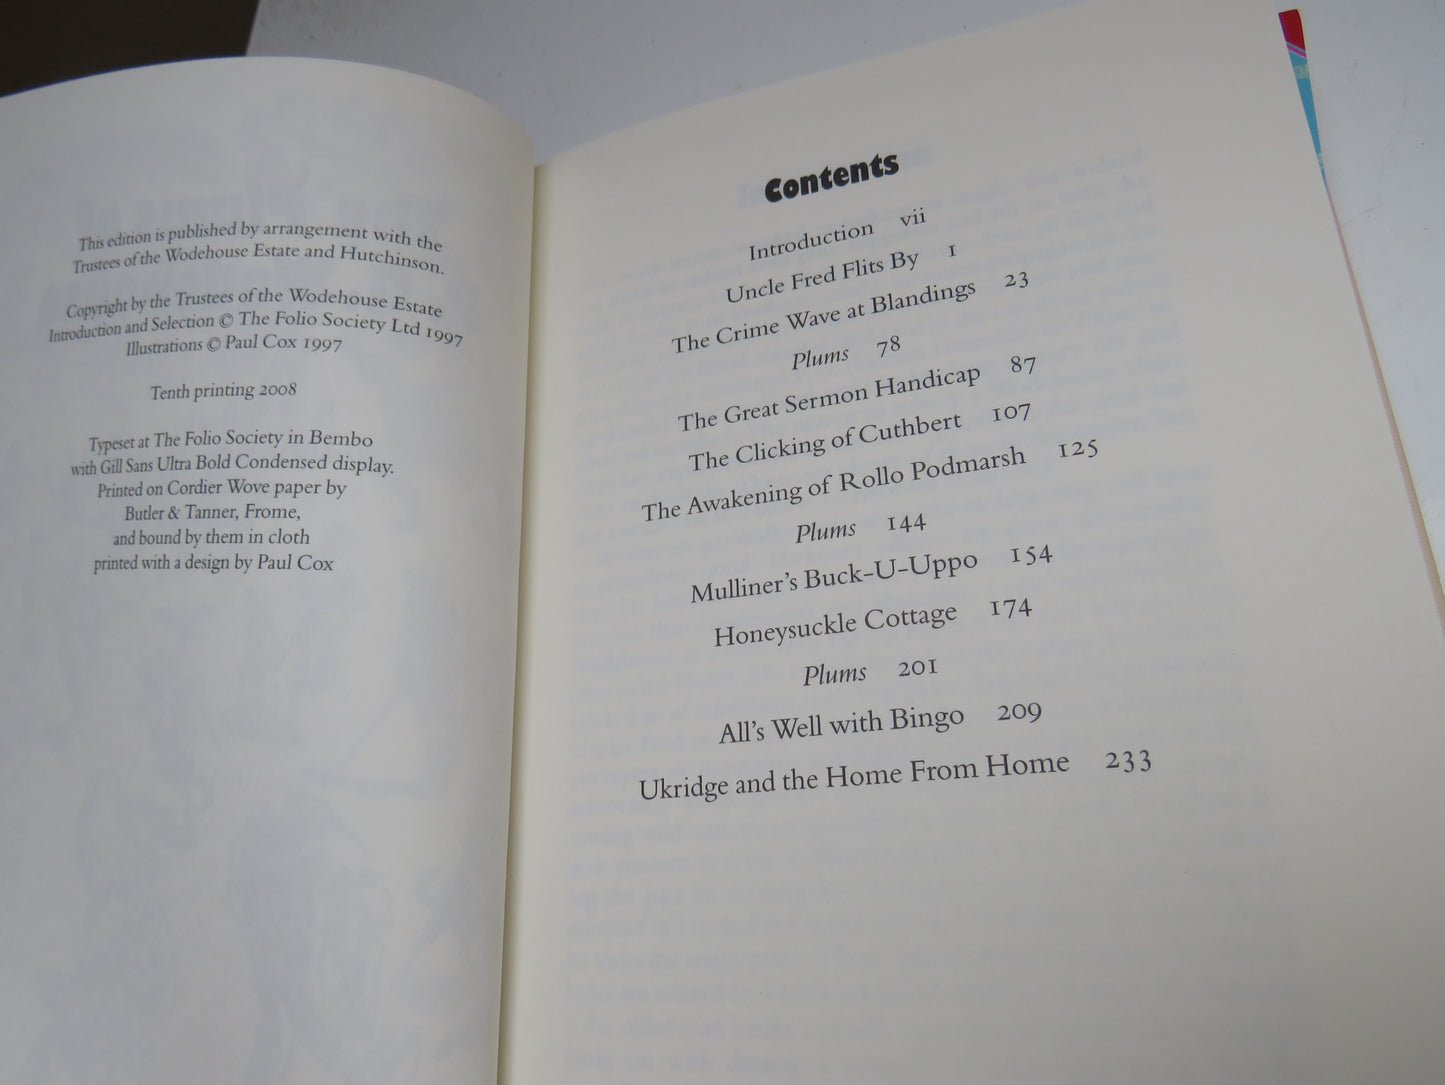 This edition is published by arrangement with the
Trustees of the Wodehouse Estate and Hutchinson.
Copyright by the Trustees of the Wodehouse Estate
Introduction and Selection © The Folio Society Ltd 1997
Illustrations © Paul Cox 1997
Tenth printing 2008
Typeset at The Folio Society in Bembo
with Gill Sans Ultra Bold Condensed display.
Printed on Cordier Wove paper by
Butler & Tanner, Frome,
and bound by them in cloth
printed with a design by Paul Cox
Contents
Introduction vii
Uncle Fred Flits By 1
The Crime Wave at Blandings 23
Plums 78
The Great Sermon Handicap 87
The Clicking of Cuthbert 107
The Awakening of Rollo Podmarsh 125
Plums 144
Mulliner's Buck-U-Uppo 154
Honeysuckle Cottage 174
Plums 201
All's Well with Bingo 209
Ukridge and the Home From Home 233